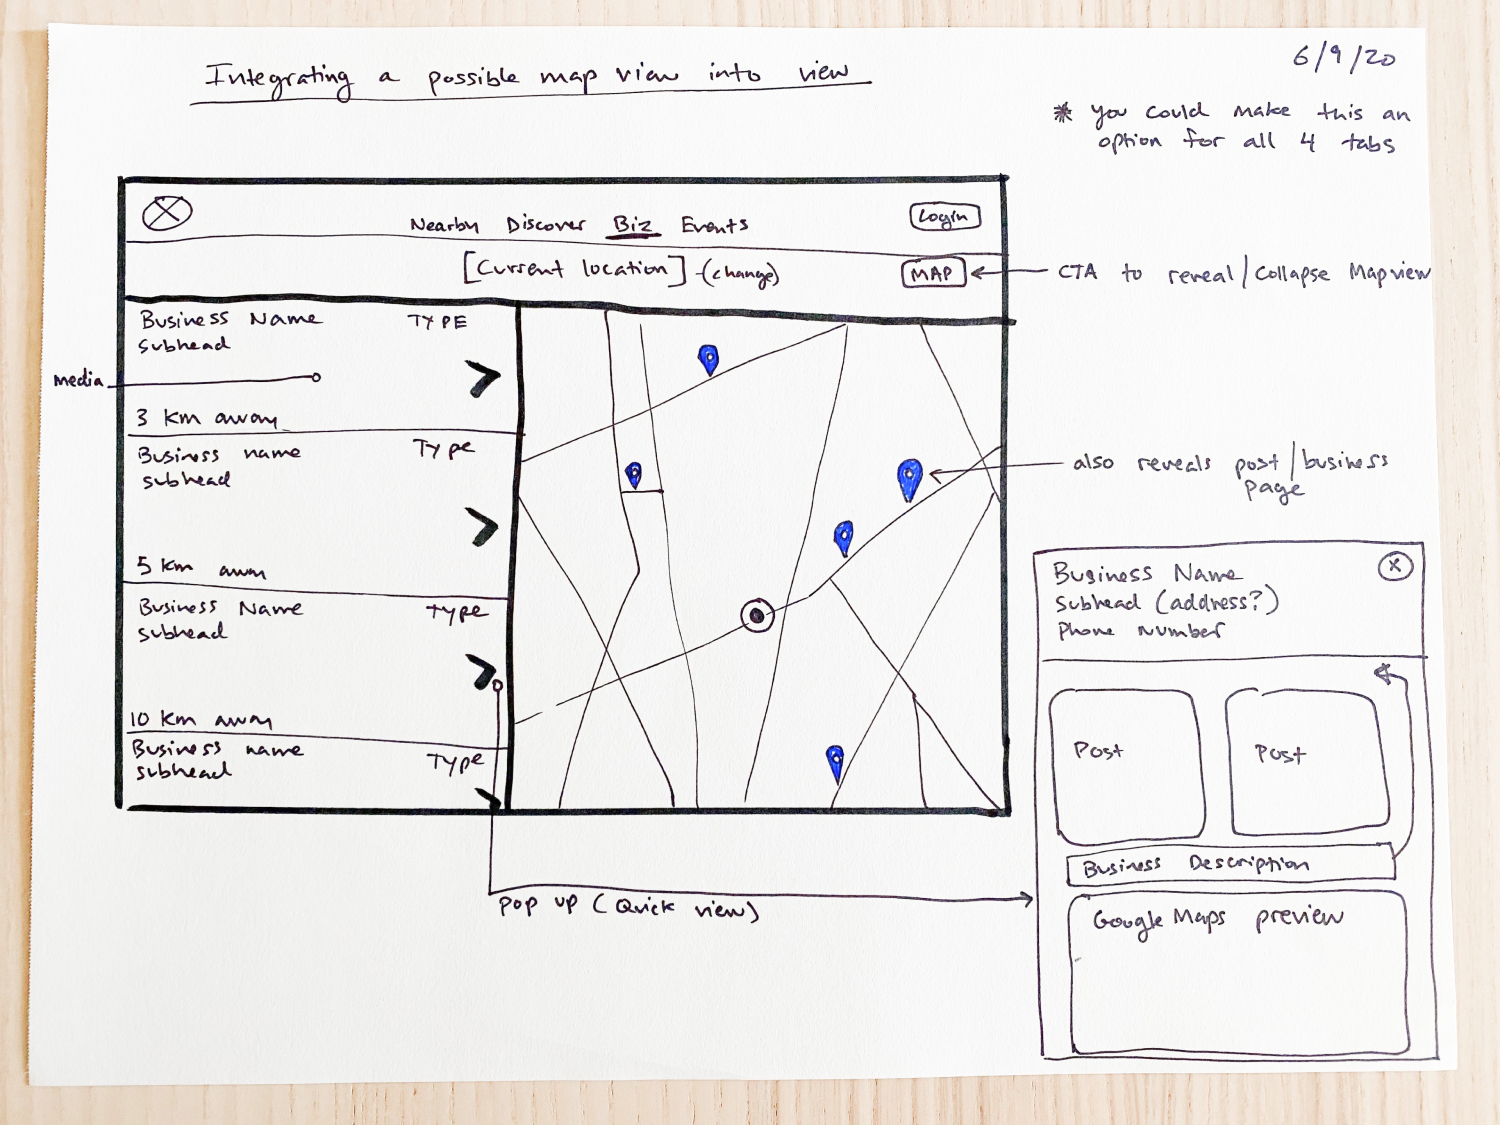 Integrating a possible map view into view
6/9/20
* you could make this an
option for all 4 tabs
Nearby Discover Biz Events
Login
[Current location] - (change)
MAP
CTA to reveal/collapse Mapview
Business Name TYPE
subhead
media
3 km away
Business name Type
subhead
5 km away
Business Name Type
subhead
10 km away
Business name Type
subhead
also reveals post/business
page
Pop up (Quick view)
Business Name
X
Subhead (address?)
Phone number
Post
Post
Business Description
Google Maps preview